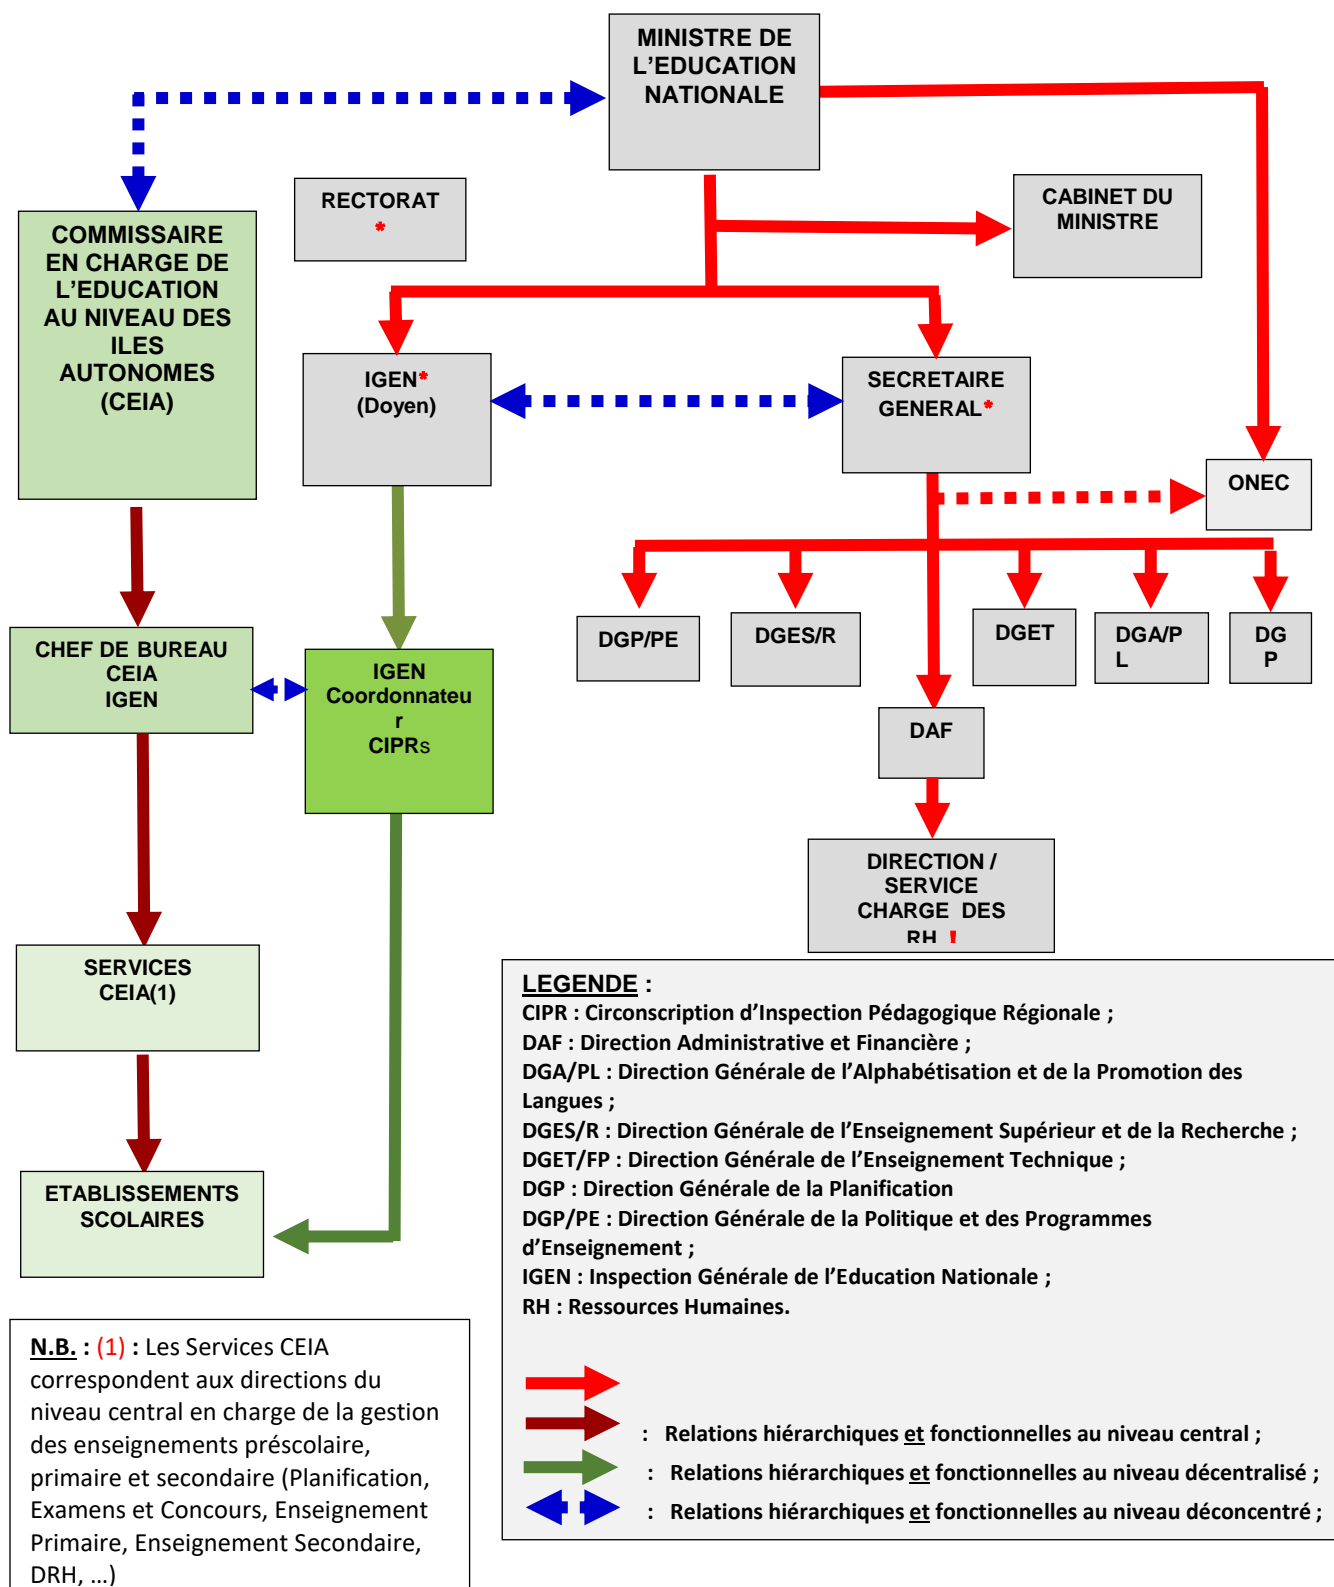 MINISTRE DE
L’EDUCATION
NATIONALE
RECTORAT
*
CABINET DU
MINISTRE
COMMISSAIRE
EN CHARGE DE
L’EDUCATION
AU NIVEAU DES
ILES
AUTONOMES
(CEIA)
IGEN*
(Doyen)
SECRETAIRE
GENERAL*
ONEC
DGP/PE
DGES/R
DGET
DGA/P
L
DG
P
CHEF DE BUREAU
CEIA
IGEN
IGEN
Coordonnateu
r
CIPRs
DAF
DIRECTION /
SERVICE
CHARGE DES
RH !
SERVICES
CEIA(1)
ETABLISSEMENTS
SCOLAIRES
LEGENDE :
CIPR : Circonscription d’Inspection Pédagogique Régionale ;
DAF : Direction Administrative et Financière ;
DGA/PL : Direction Générale de l’Alphabétisation et de la Promotion des
Langues ;
DGES/R : Direction Générale de l’Enseignement Supérieur et de la Recherche ;
DGET/FP : Direction Générale de l’Enseignement Technique ;
DGP : Direction Générale de la Planification
DGP/PE : Direction Générale de la Politique et des Programmes
d’Enseignement ;
IGEN : Inspection Générale de l’Education Nationale ;
RH : Ressources Humaines.
: Relations hiérarchiques et fonctionnelles au niveau central ;
: Relations hiérarchiques et fonctionnelles au niveau décentralisé ;
: Relations hiérarchiques et fonctionnelles au niveau déconcentré ;
N.B. : (1) : Les Services CEIA
correspondent aux directions du
niveau central en charge de la gestion
des enseignements préscolaire,
primaire et secondaire (Planification,
Examens et Concours, Enseignement
Primaire, Enseignement Secondaire,
DRH, …)